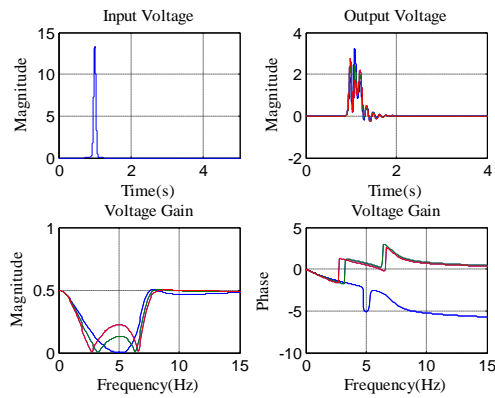 Input Voltage
Magnitude
15
10
5
0
0 2 4
Time(s)
Output Voltage
Magnitude
4
2
0
-2
0 2 4
Time(s)
Voltage Gain
Magnitude
1
0.5
0
0 5 10 15
Frequency(Hz)
Voltage Gain
Phase
5
0
-5
-10
0 5 10 15
Frequency(Hz)